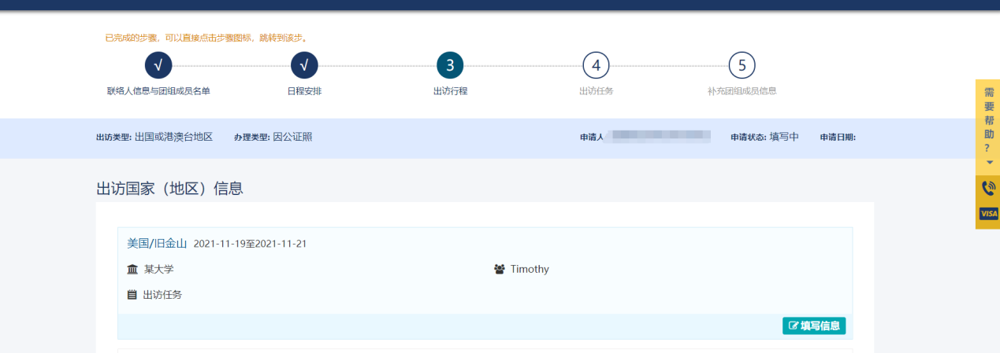 已完成的步骤，可以直接点击步骤图标，跳转到该步。
√ √ 3 4 5
联络人信息与团组成员名单 日程安排 出访行程 出访任务 补充团组成员信息
出访类型: 出国或港澳台地区 办理类型: 因公证照 申请人 申请状态: 填写中 申请日期:
出访国家（地区）信息
美国/旧金山 2021-11-19至2021-11-21
某大学 Timothy
出访任务
填写信息
需要帮助?
VISA